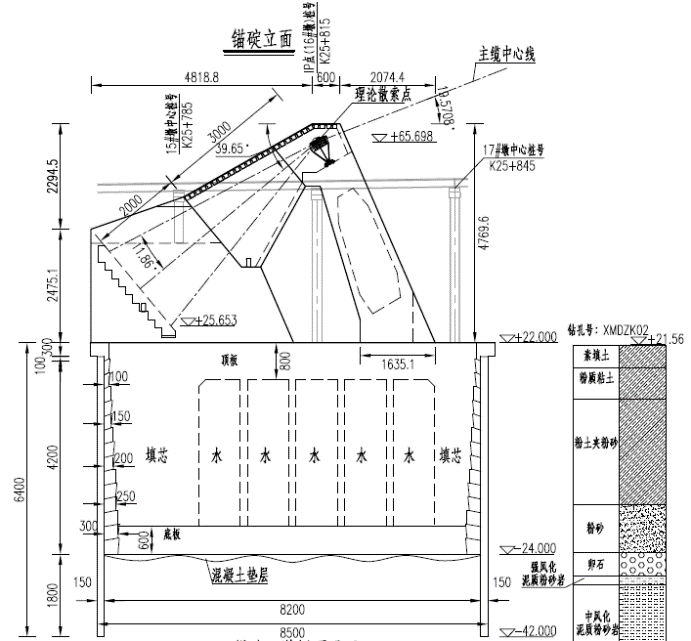 锚碇立面
IP点(16#墩)桩号
K25+815
主缆中心线
4818.8
600
2074.4
理论散索点
19.5708°
15#墩中心桩号
K25+785
3000
39.65°
+65.698
17#墩中心桩号
K25+845
2294.5
2000
4769.6
11.86°
2475.1
+25.653
+22.000
钻孔号: XMDZK02
+21.56
300
100
顶板
800
1635.1
素填土
粉质粘土
100
150
粉土夹粉砂
6400
4200
200
填芯
水
水
水
水
水
填芯
250
300
底板
600
粉砂
-24.000
卵石
混凝土垫层
强风化
泥质粉砂岩
150
150
1800
8200
中风化
泥质粉砂岩
8500
-42.000